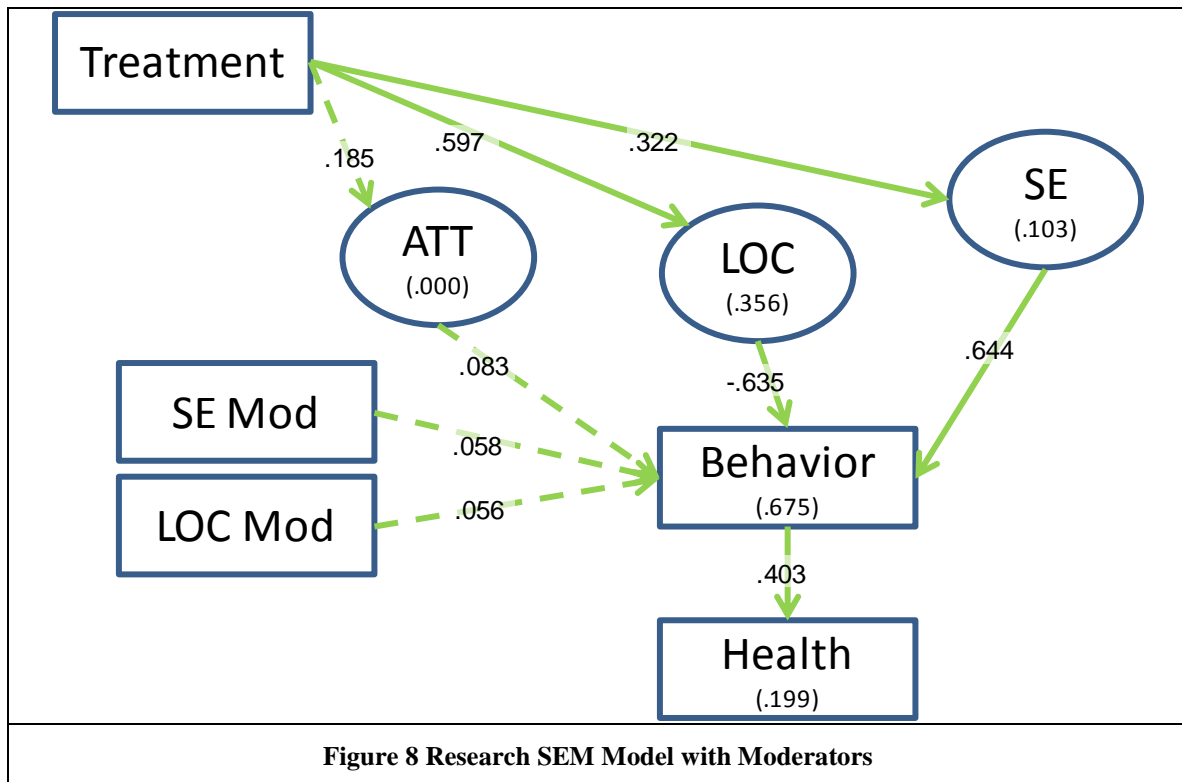 Treatment
.185
.597
.322
SE
(.103)
ATT
(.000)
LOC
(.356)
.083
-.635
.644
SE Mod
.058
LOC Mod
.056
Behavior
(.675)
.403
Health
(.199)
Figure 8 Research SEM Model with Moderators